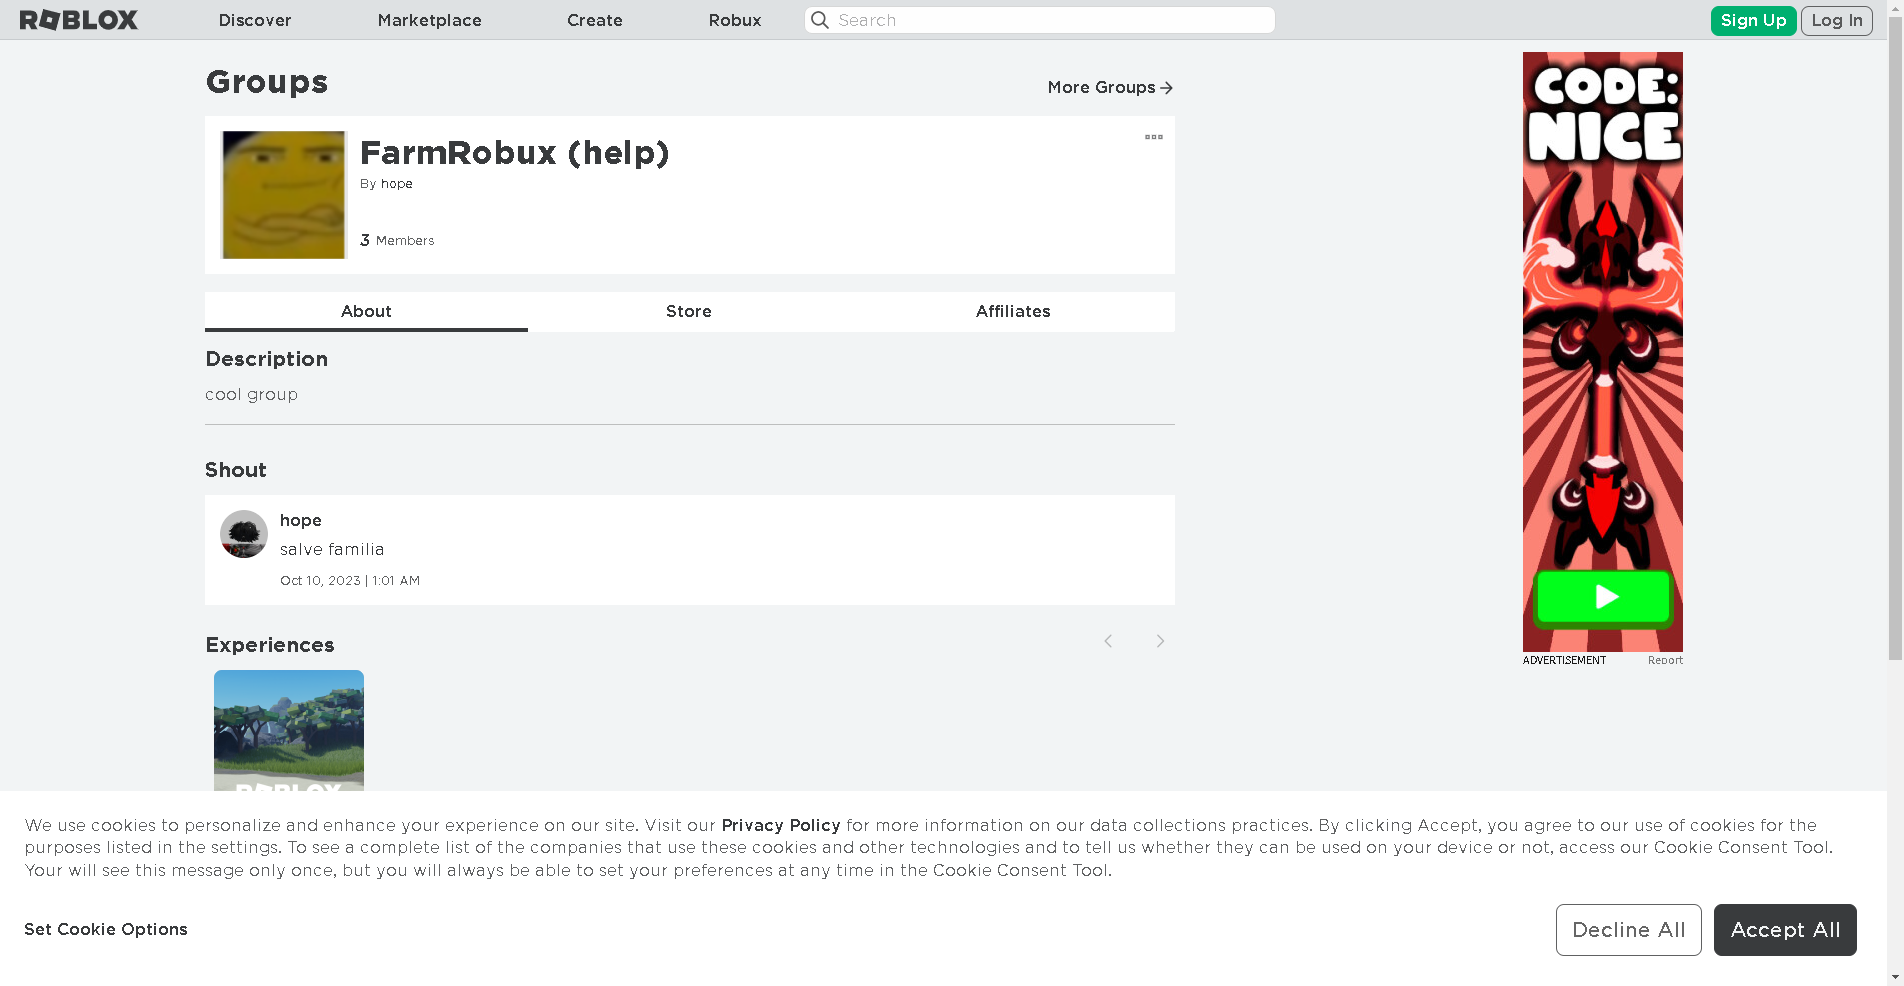 ROBLOX
Discover
Marketplace
Create
Robux
Search
Sign Up
Log In
Groups
More Groups
FarmRobux (help)
By hope
3 Members
About
Store
Affiliates
Description
cool group
Shout
hope
salve familia
Oct 10, 2023 | 1:01 AM
Experiences
ROBLOX
CODE:
NICE
ADVERTISEMENT
Report
We use cookies to personalize and enhance your experience on our site. Visit our Privacy Policy for more information on our data collections practices. By clicking Accept, you agree to our use of cookies for the
purposes listed in the settings. To see a complete list of the companies that use these cookies and other technologies and to tell us whether they can be used on your device or not, access our Cookie Consent Tool.
Your will see this message only once, but you will always be able to set your preferences at any time in the Cookie Consent Tool.
Set Cookie Options
Decline All
Accept All